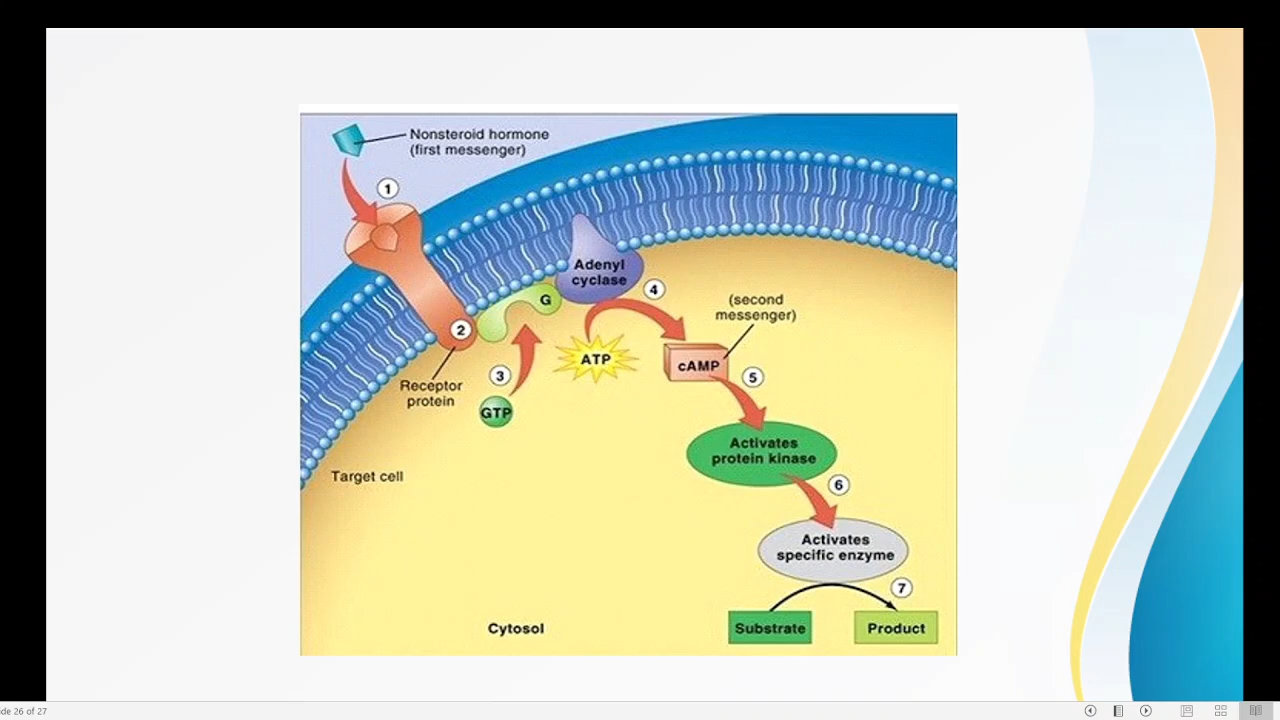 Nonsteroid hormone
(first messenger)
1
Adenyl
cyclase
G
4
(second
messenger)
2
ATP
cAMP
3
5
Receptor
protein
GTP
Activates
protein kinase
Target cell
6
Activates
specific enzyme
7
Cytosol
Substrate
Product
ide 26 of 27